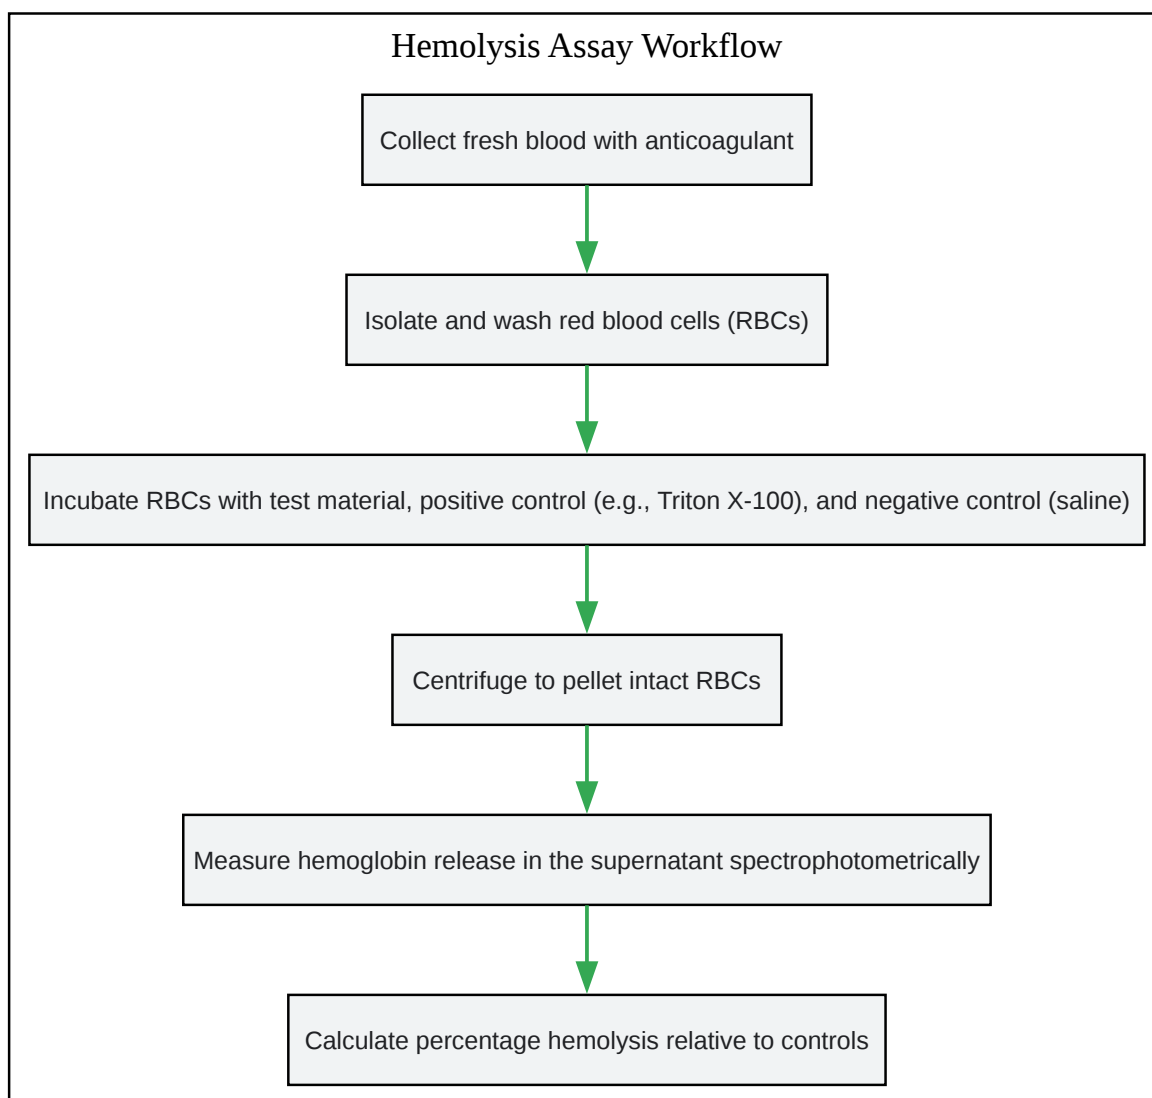 Hemolysis Assay Workflow
Collect fresh blood with anticoagulant
Isolate and wash red blood cells (RBCs)
Incubate RBCs with test material, positive control (e.g., Triton X-100), and negative control (saline)
Centrifuge to pellet intact RBCs
Measure hemoglobin release in the supernatant spectrophotometrically
Calculate percentage hemolysis relative to controls